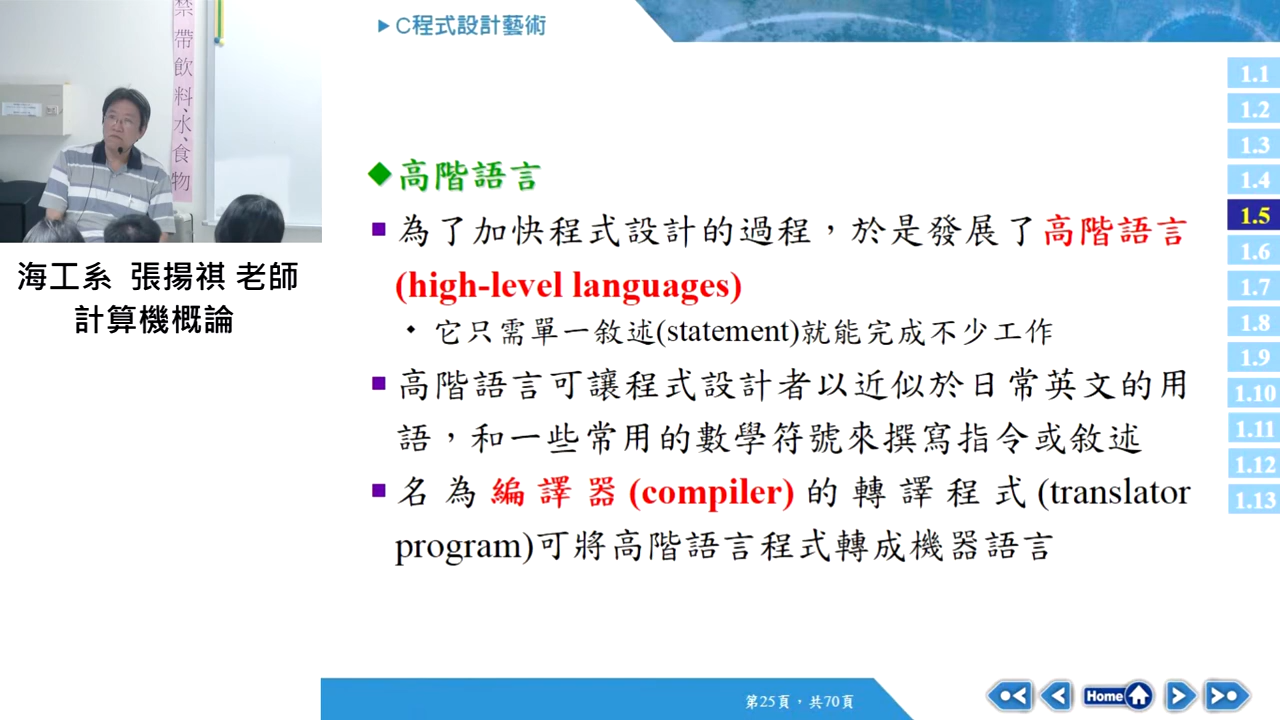 禁帶飲料、水、食物
海工系 張揚祺 老師
計算機概論
C程式設計藝術
高階語言
為了加快程式設計的過程，於是發展了高階語言
(high-level languages)
它只需單一敘述(statement)就能完成不少工作
高階語言可讓程式設計者以近似於日常英文的用
語，和一些常用的數學符號來撰寫指令或敘述
名為編譯器(compiler)的轉譯程式(translator
program)可將高階語言程式轉成機器語言
1.1
1.2
1.3
1.4
1.5
1.6
1.7
1.8
1.9
1.10
1.11
1.12
1.13
第25頁，共70頁
Home